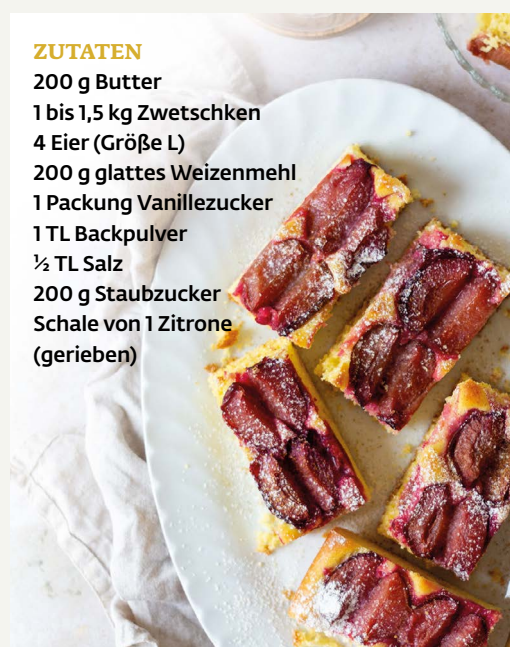 ZUTATEN
200 g Butter
1 bis 1,5 kg Zwetschken
4 Eier (Größe L)
200 g glattes Weizenmehl
1 Packung Vanillezucker
1 TL Backpulver
½ TL Salz
200 g Staubzucker
Schale von 1 Zitrone
(gerieben)